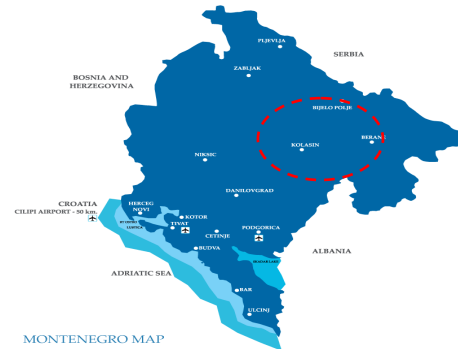 PLJEVLJA
SERBIA
ZABLJAK
BOSNIA AND
HERZEGOVINA
BIJELO POLJE
BERANE
KOLASIN
NIKSIC
DANILOVGRAD
CROATIA
CILIPI AIRPORT - 50 km.
HERCEG
NOVI
KOTOR
TIVAT
CETINJE
PODGORICA
BUDVA
ALBANIA
ADRIATIC SEA
BAR
ULCINJ
MONTENEGRO MAP